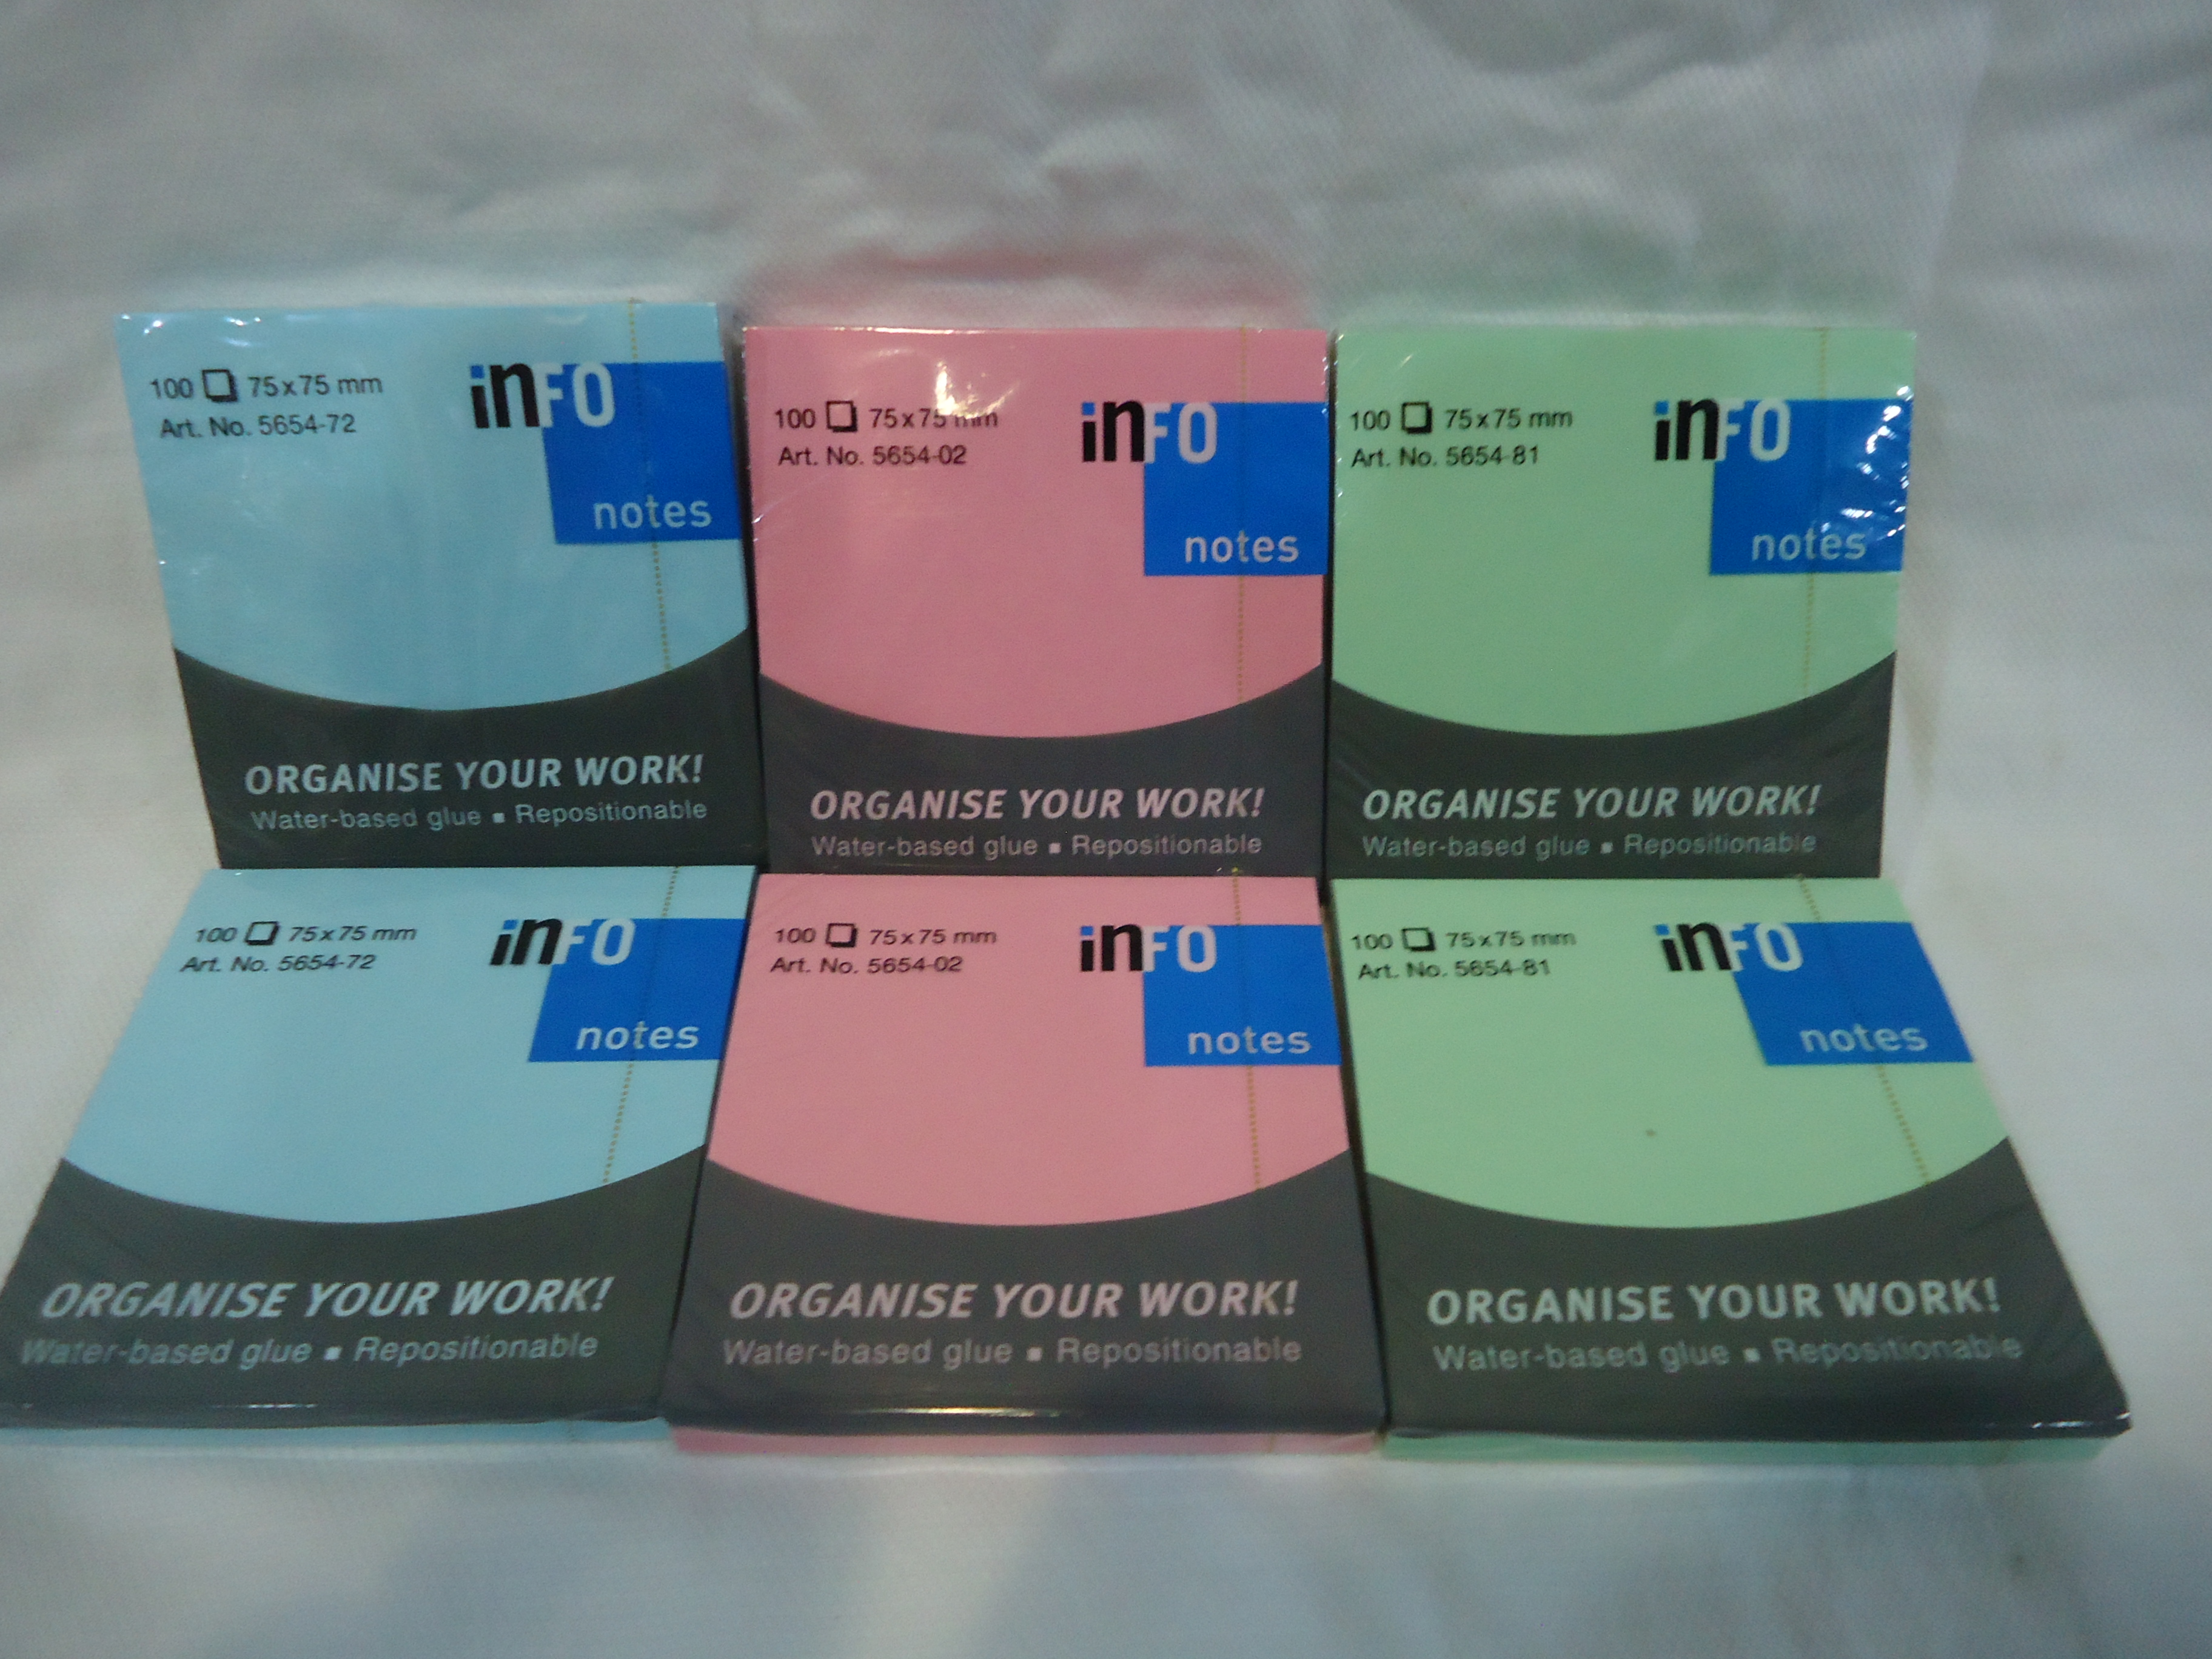 100 75x75 mm
Art. No. 5654-72
inFO
notes
ORGANISE YOUR WORK!
Water-based glue ▪ Repositionable
100 75x75 mm
Art. No. 5654-02
inFO
notes
ORGANISE YOUR WORK!
Water-based glue ▪ Repositionable
100 75x75 mm
Art. No. 5654-81
inFO
notes
ORGANISE YOUR WORK!
Water-based glue ▪ Repositionable
100 75x75 mm
Art. No. 5654-72
inFO
notes
ORGANISE YOUR WORK!
Water-based glue ▪ Repositionable
100 75x75 mm
Art. No. 5654-02
inFO
notes
ORGANISE YOUR WORK!
Water-based glue ▪ Repositionable
100 75x75 mm
Art. No. 5654-81
inFO
notes
ORGANISE YOUR WORK!
Water-based glue ▪ Repositionable